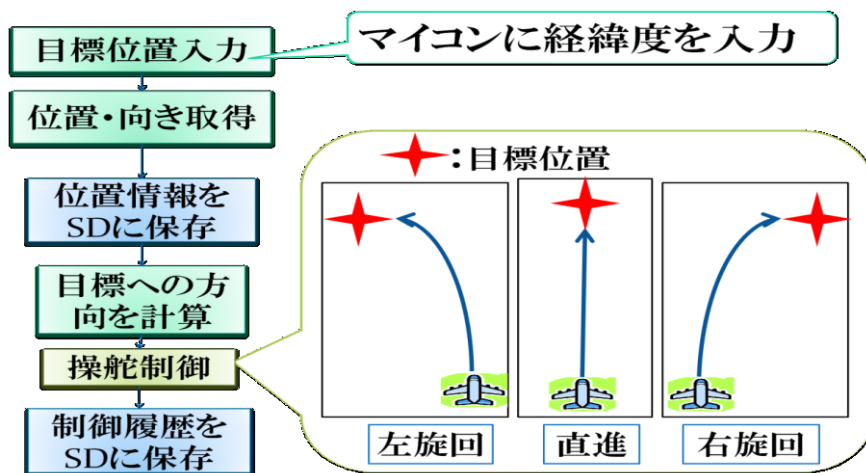 目標位置入力
マイコンに経緯度を入力
位置・向き取得
位置情報を
SDに保存
目標への方
向を計算
操舵制御
制御履歴を
SDに保存
:目標位置
左旋回
直進
右旋回